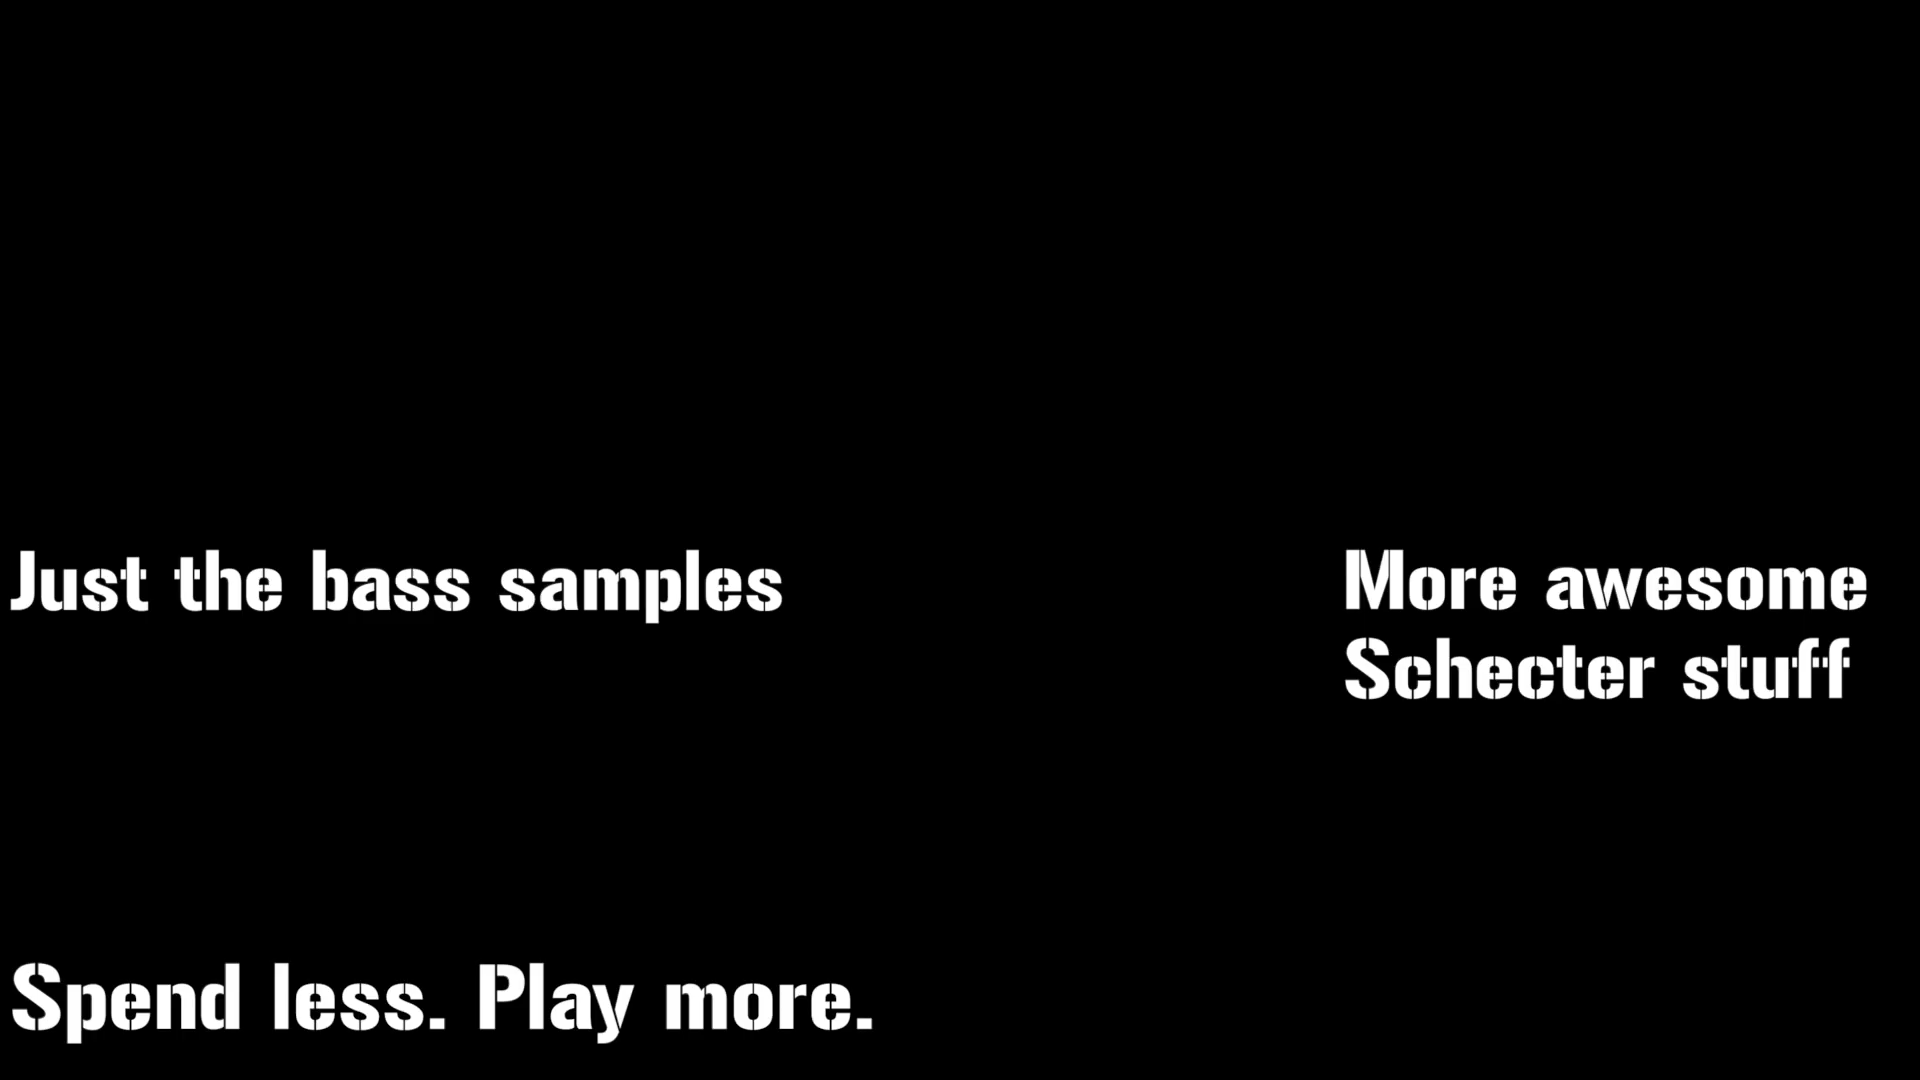 Just the bass samples
More awesome
Schecter stuff
Spend less. Play more.